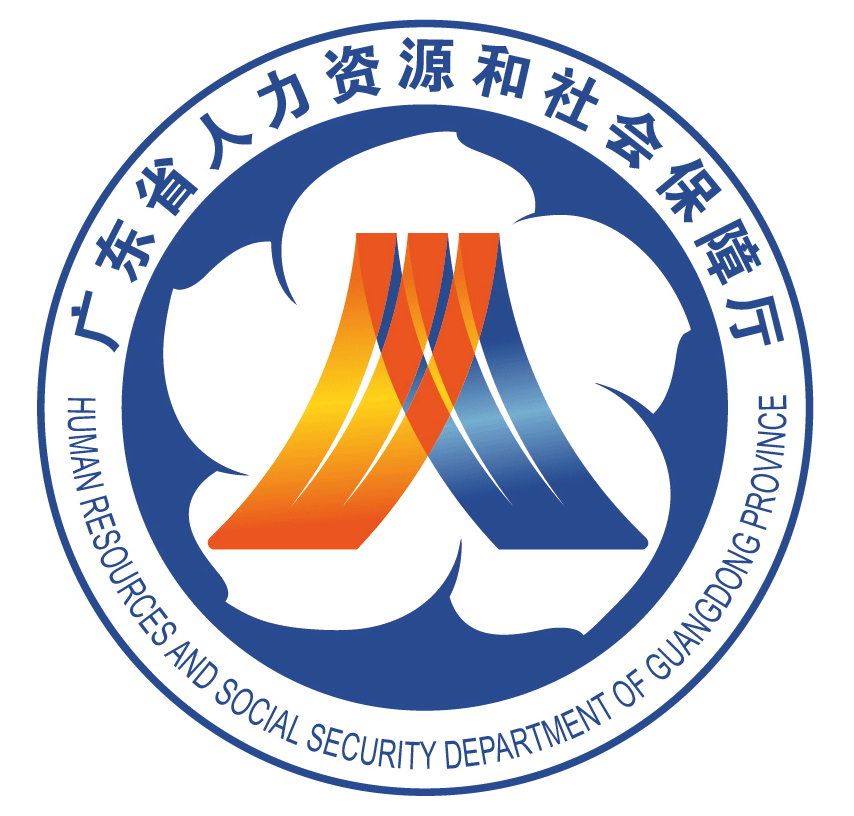 广东省人力资源和社会保障厅
HUMAN RESOURCES AND SOCIAL SECURITY DEPARTMENT OF GUANGDONG PROVINCE